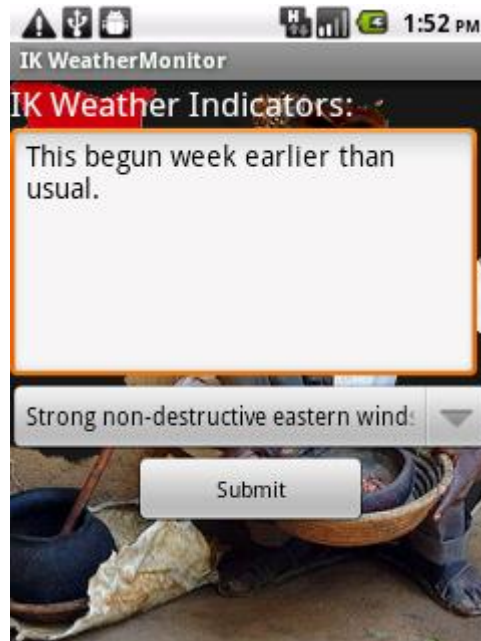 1:52 PM
IK WeatherMonitor
IK Weather Indicators:
This begun week earlier than
usual.
Strong non-destructive eastern winds
Submit